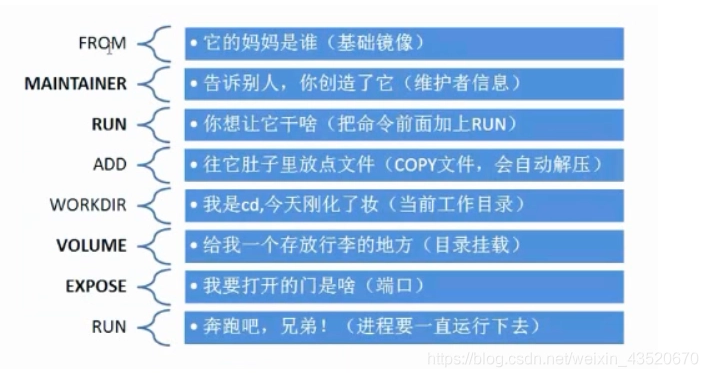 FROM • 它的妈妈是谁（基础镜像）
MAINTAINER • 告诉别人，你创造了它（维护者信息）
RUN • 你想让它干啥（把命令前面加上RUN）
ADD • 往它肚子里放点文件（COPY文件，会自动解压）
WORKDIR • 我是cd,今天刚化了妆（当前工作目录）
VOLUME • 给我一个存放行李的地方（目录挂载）
EXPOSE • 我要打开的门是啥（端口）
RUN • 奔跑吧，兄弟！（进程要一直运行下去）
https://blog.csdn.net/weixin_43520670